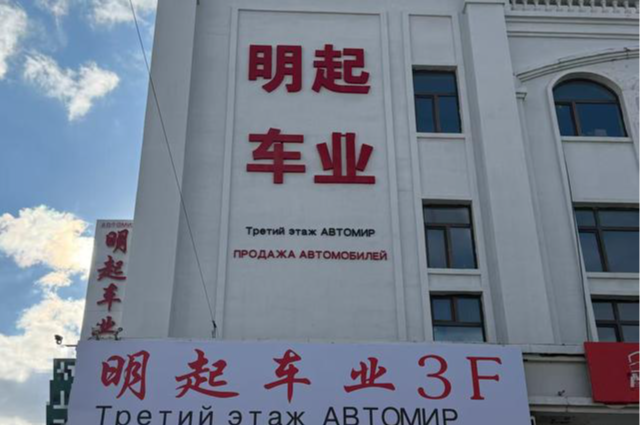 明起
车业
Третий этаж АВТОМИР
ПРОДАЖА АВТОМОБИЛЕЙ
АВТОМИР
明起车业
明起车业3F
Третий этаж АВТОМИР